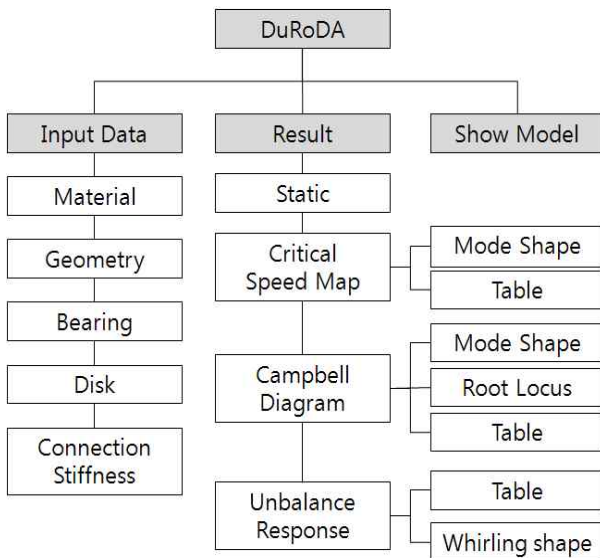 DuRoDA
Input Data
Result
Show Model
Material
Geometry
Bearing
Disk
Connection
Stiffness
Static
Critical
Speed Map
Mode Shape
Table
Campbell
Diagram
Mode Shape
Root Locus
Table
Unbalance
Response
Table
Whirling shape